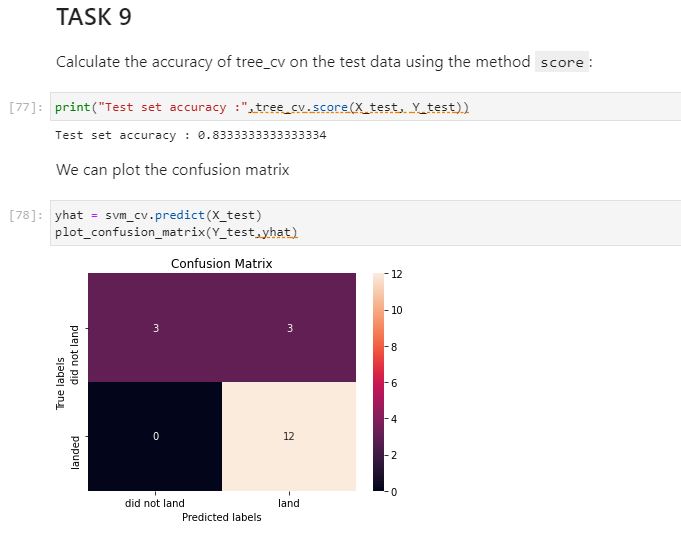 TASK 9
Calculate the accuracy of tree_cv on the test data using the method score :
[77]: print("Test set accuracy :",tree_cv.score(X_test, Y_test))
Test set accuracy : 0.8333333333333334
We can plot the confusion matrix
[78]: yhat = svm_cv.predict(X_test)
plot_confusion_matrix(Y_test,yhat)
Confusion Matrix
12
10
8
6
4
2
0
True labels
did not land
landed
3 3
0 12
did not land land
Predicted labels